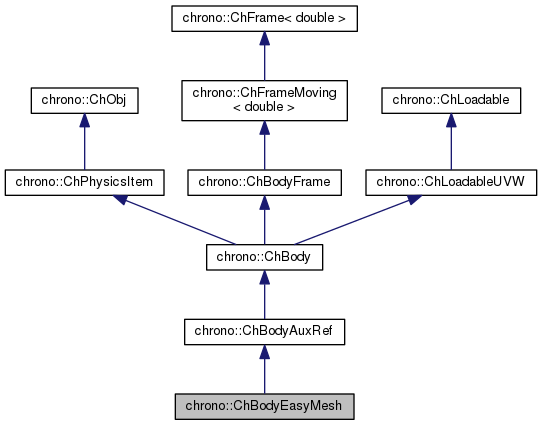 chrono::ChFrame< double >
chrono::ChFrameMoving
< double >
chrono::ChObj
chrono::ChLoadable
chrono::ChPhysicsItem
chrono::ChBodyFrame
chrono::ChLoadableUVW
chrono::ChBody
chrono::ChBodyAuxRef
chrono::ChBodyEasyMesh